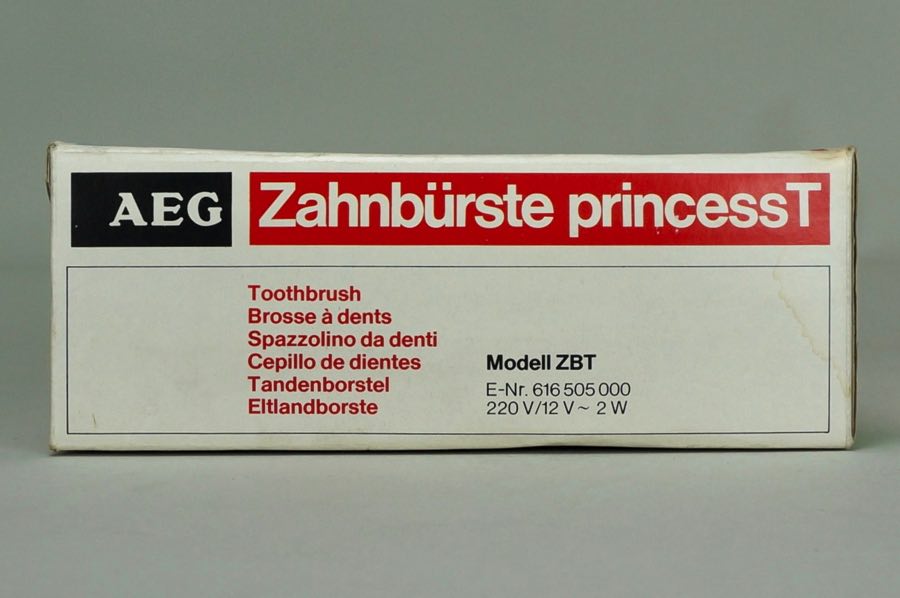 AEG Zahnbürste princessT
Toothbrush
Brosse à dents
Spazzolino da denti
Cepillo de dientes
Tandenborstel
Eltlandborste
Modell ZBT
E-Nr. 616 505 000
220 V/12 V ~ 2 W